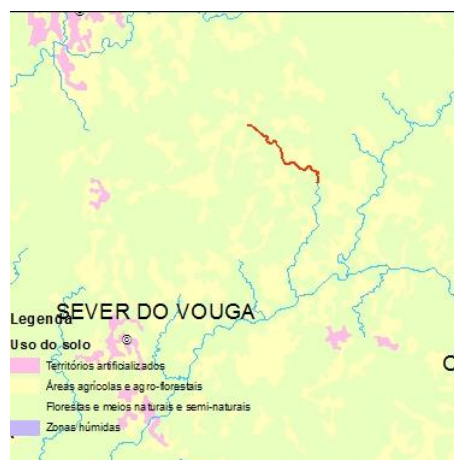 SEVER DO VOUGA
Legenda
Uso do solo
Territórios artificializados
Áreas agrícolas e agro-florestais
Florestas e meios naturais e semi-naturais
Zonas húmidas